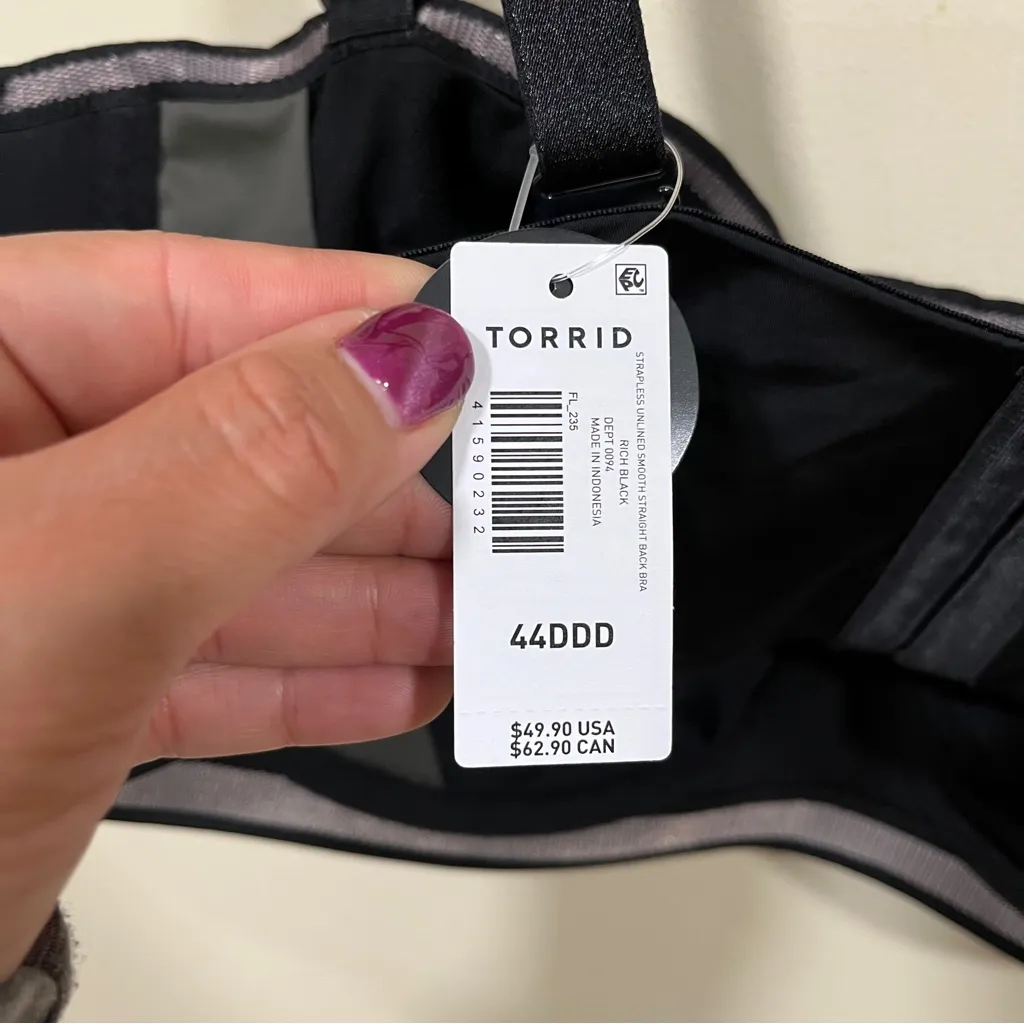 EPC
TORRID
STRAPLESS UNLINED SMOOTH STRAIGHT BACK BRA
RICH BLACK
DEPT 0094
MADE IN INDONESIA
FL_235
41590232
44DDD
$49.90 USA
$62.90 CAN